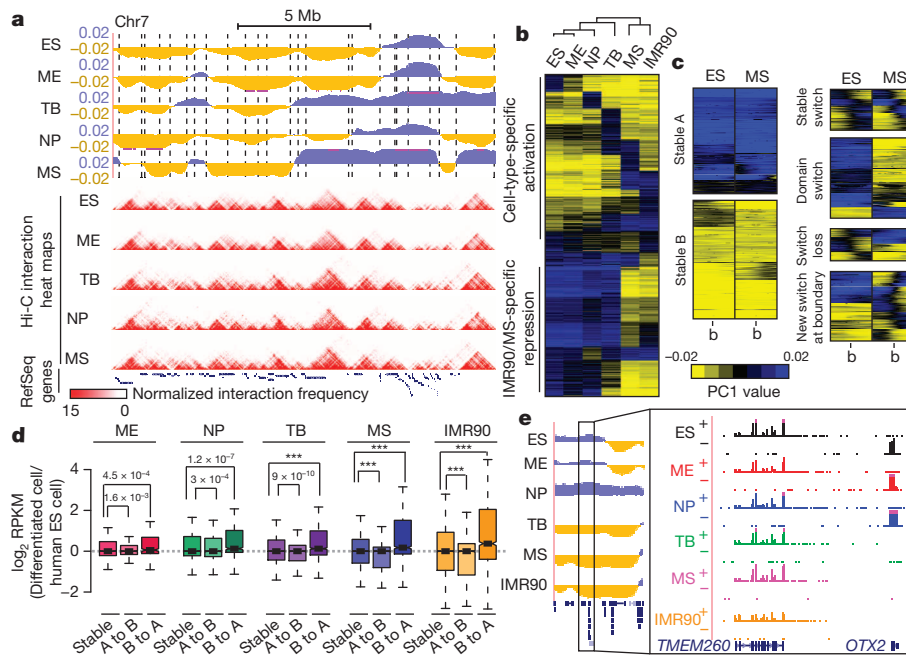 a
Chr7
5 Mb
ES
0.02
−0.02
ME
0.02
−0.02
TB
0.02
−0.02
NP
0.02
−0.02
MS
0.02
−0.02
Hi-C interaction
heat maps
ES
ME
TB
NP
MS
RefSeq
genes
15
0
Normalized interaction frequency
b
ES
ME
NP
TB
MS
IMR90
Cell-type-specific
activation
IMR90/MS-specific
repression
c
ES
MS
Stable A
Stable B
b
b
−0.02
0.02
PC1 value
ES
MS
Stable
switch
Domain
switch
Switch
loss
New switch
at boundary
b
b
d
log2 RPKM
(Differentiated cell/
human ES cell)
4
2
0
−2
ME
4.5 × 10−4
1.6 × 10−3
NP
1.2 × 10−7
3 × 10−4
TB
***
9 × 10−10
MS
***
***
IMR90
***
***
Stable
A to B
B to A
Stable
A to B
B to A
Stable
A to B
B to A
Stable
A to B
B to A
Stable
A to B
B to A
e
ES
ME
NP
TB
MS
IMR90
ES +
−
ME +
−
NP +
−
TB +
−
MS +
−
IMR90 +
−
TMEM260
OTX2